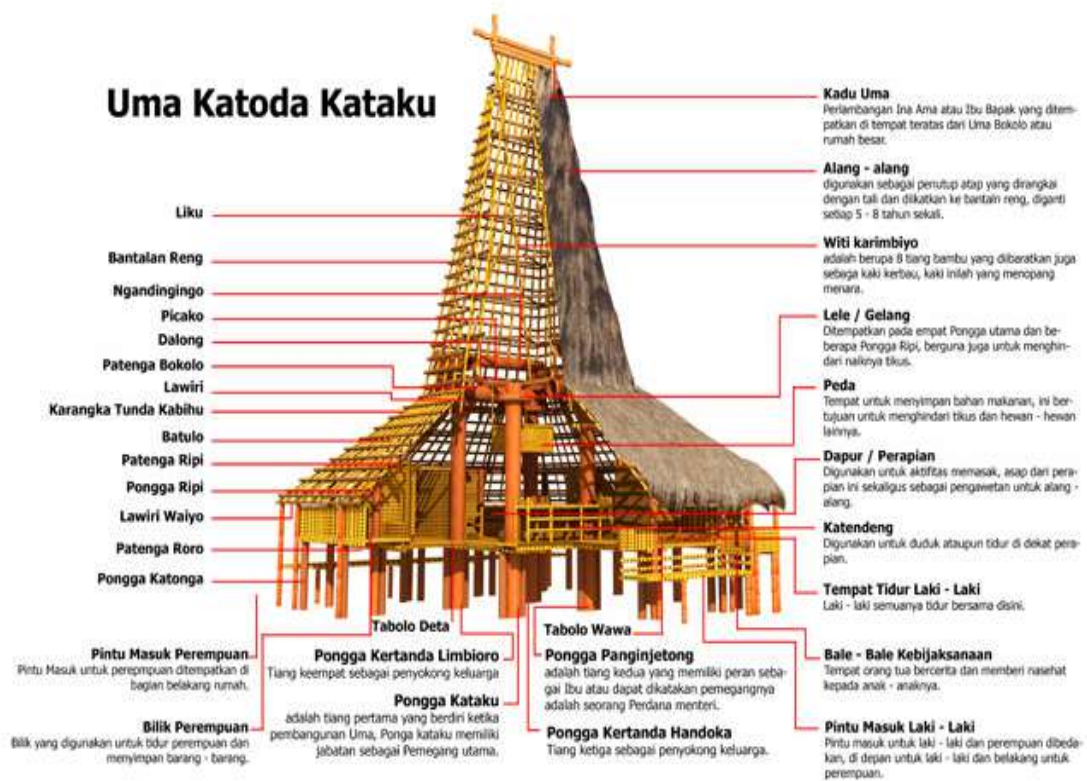 Uma Katoda Kataku
Liku
Bantalan Reng
Ngandingingo
Picako
Dalong
Patenga Bokolo
Lawiri
Karangka Tunda Kabihu
Batulo
Patenga Ripi
Pongga Ripi
Lawiri Waiyo
Patenga Roro
Pongga Katonga
Pintu Masuk Perempuan
Pintu Masuk untuk perepmpuan ditempatkan di
bagian belakang rumah.
Bilik Perempuan
Bilik yang digunakan untuk tidur perempuan dan
menyimpan barang - barang.
Tabolo Deta
Pongga Kertanda Limbioro
Tiang keempat sebagai penyokong keluarga
Pongga Kataku
adalah tiang pertama yang berdiri ketika
pembangunan Uma, Ponga kataku memiliki
jabatan sebagai Pemegang utama.
Tabolo Wawa
Pongga Panginjetong
adalah tiang kedua yang memiliki peran seba-
gai Ibu atau dapat dikatakan pemegangnya
adalah seorang Perdana menteri.
Pongga Kertanda Handoka
Tiang ketiga sebagai penyokong keluarga.
Kadu Uma
Perlambangan Ina Ama atau Ibu Bapak yang ditem-
patkan di tempat teratas dari Uma Bokolo atau
rumah besar.
Alang - alang
digunakan sebagai penutup atap yang dirangkai
dengan tali dan diikatkan ke bantaln reng, diganti
setiap 5 - 8 tahun sekali.
Witi karimbiyo
adalah berupa 8 tiang bambu yang diibaratkan juga
sebaga kaki kerbau, kaki inilah yang menopang
menara.
Lele / Gelang
Ditempatkan pada empat Pongga utama dan be-
berapa Pongga Ripi, berguna juga untuk menghin-
dari naiknya tikus.
Peda
Tempat untuk menyimpan bahan makanan, ini ber-
tujuan untuk menghindari tikus dan hewan - hewan
lainnya.
Dapur / Perapian
Digunakan untuk aktifitas memasak, asap dari pera-
pian ini sekaligus sebagai pengawetan untuk alang -
alang.
Katendeng
Digunakan untuk duduk ataupun tidur di dekat pera-
pian.
Tempat Tidur Laki - Laki
Laki - laki semuanya tidur bersama disini.
Bale - Bale Kebijaksanaan
Tempat orang tua bercerita dan memberi nasehat
kepada anak - anaknya.
Pintu Masuk Laki - Laki
Pintu masuk untuk laki - laki dan perempuan dibeda-
kan, di depan untuk laki - laki dan belakang untuk
perempuan.